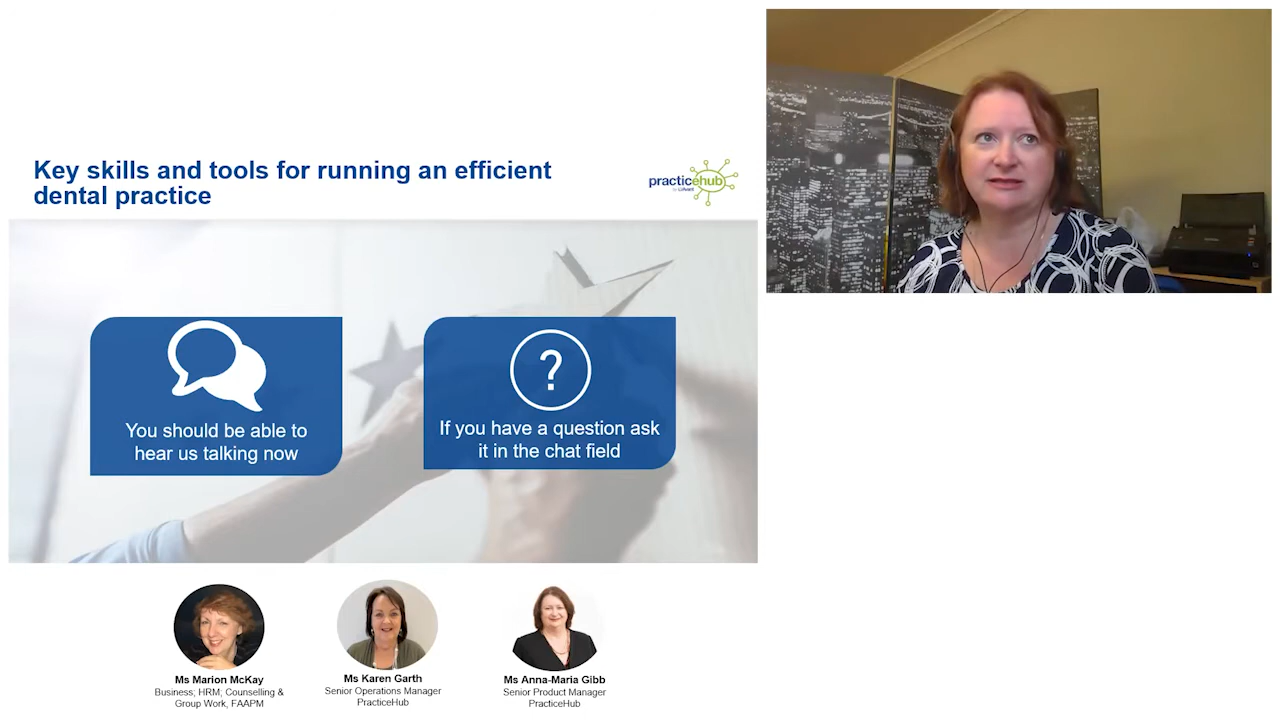 Key skills and tools for running an efficient
dental practice
practicehub
by Avant
You should be able to
hear us talking now
?
If you have a question ask
it in the chat field
Ms Marion McKay
Business; HRM; Counselling &
Group Work, FAAPM
Ms Karen Garth
Senior Operations Manager
PracticeHub
Ms Anna-Maria Gibb
Senior Product Manager
PracticeHub